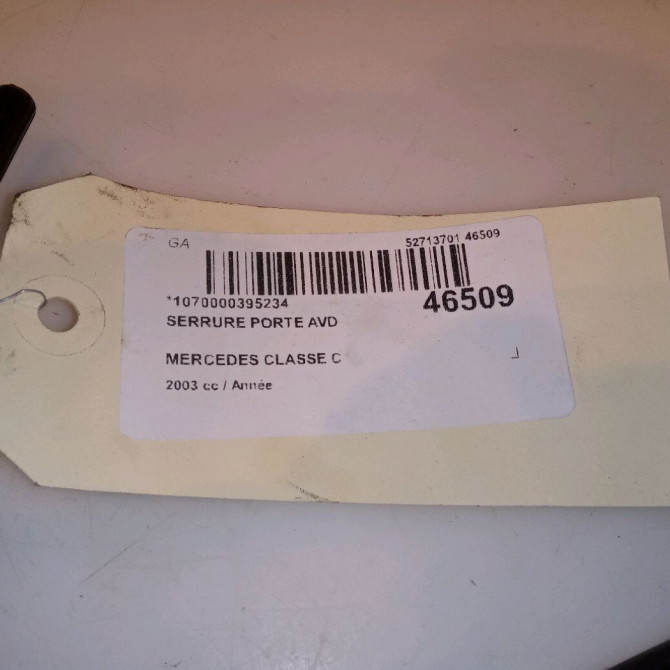 GA 52713701 46509
*1070000395234 46509
SERRURE PORTE AVD
MERCEDES CLASSE C
2003 cc / Année